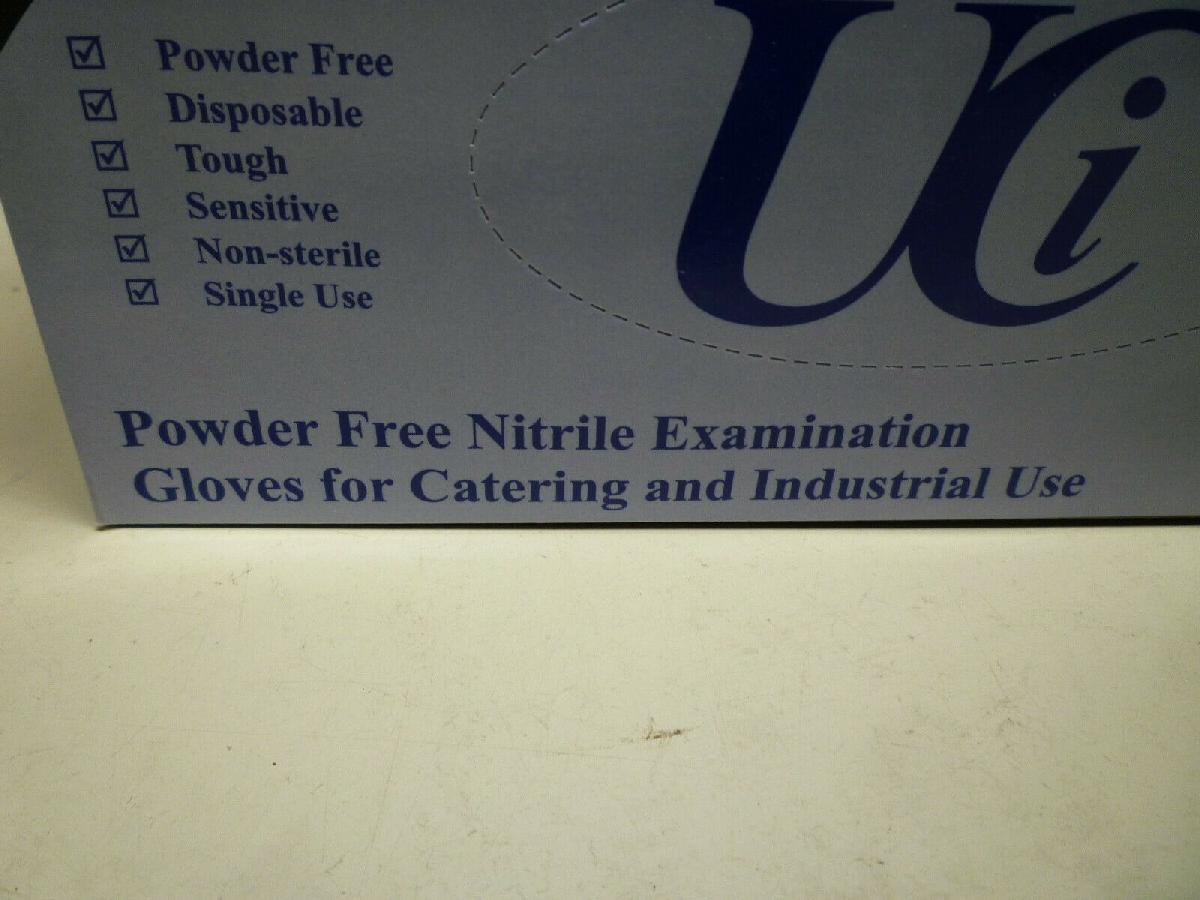 Powder Free
Disposable
Tough
Sensitive
Non-sterile
Single Use
UCi
Powder Free Nitrile Examination
Gloves for Catering and Industrial Use